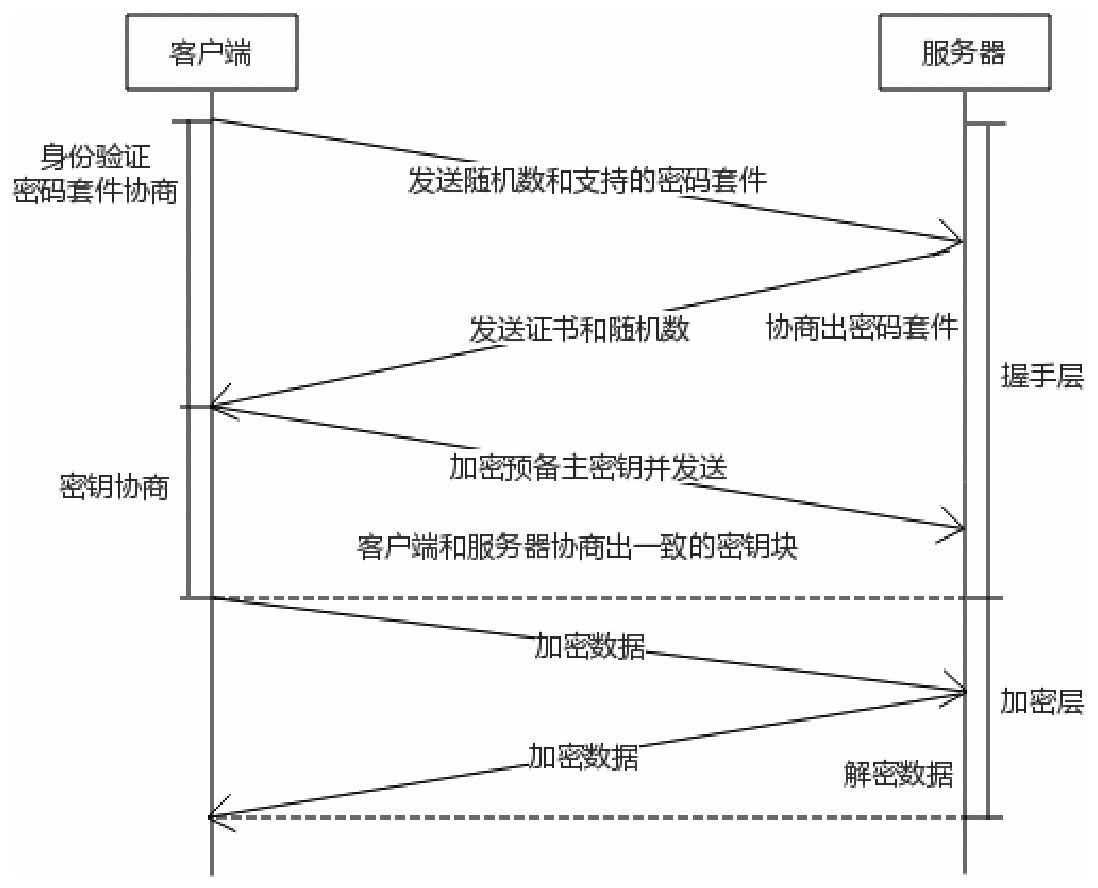 客户端
服务器
身份验证
密码套件协商
发送随机数和支持的密码套件
发送证书和随机数
协商出密码套件
握手层
加密预备主密钥并发送
密钥协商
客户端和服务器协商出一致的密钥块
加密数据
加密层
加密数据
解密数据